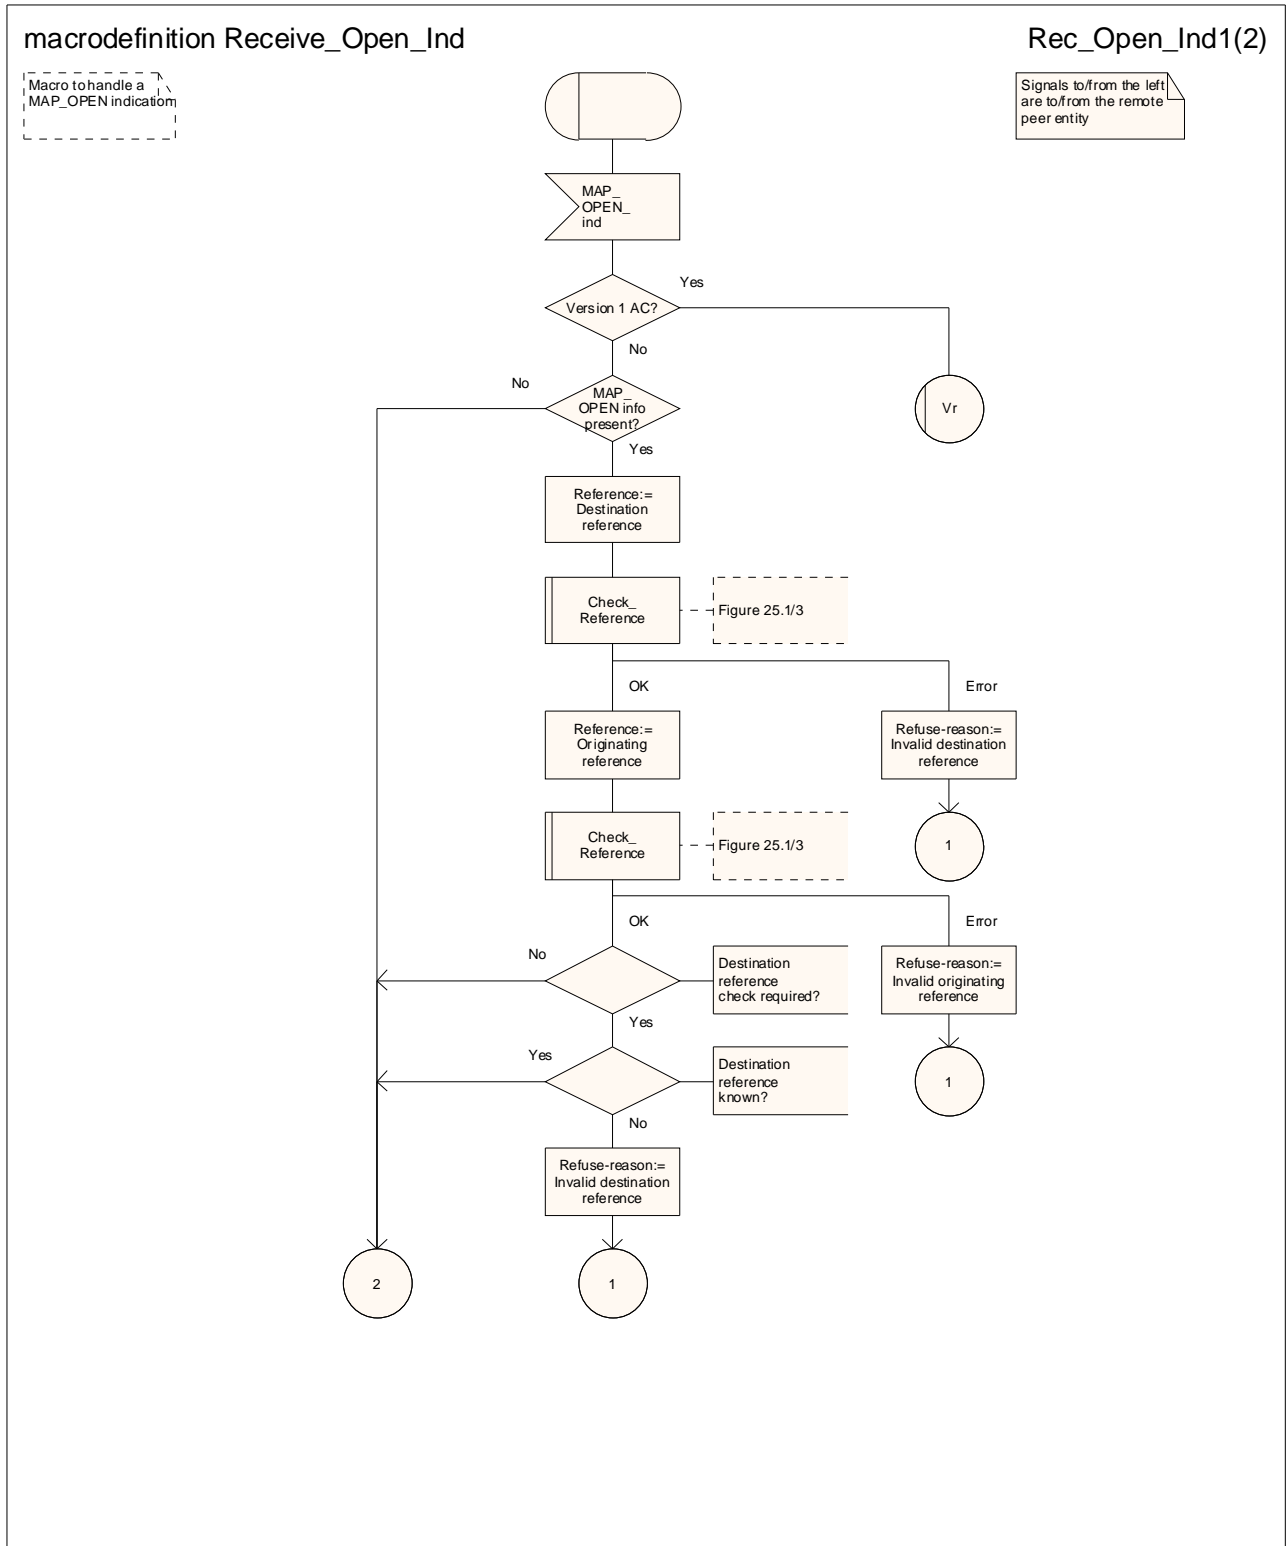 macrodefinition Receive_Open_Ind
Rec_Open_Ind1(2)
Macro to handle a
MAP_OPEN indication
Signals to/from the left
are to/from the remote
peer entity
MAP_
OPEN_
ind
Yes
Version 1 AC?
No
No
MAP_
OPEN info
present?
Vr
Yes
Reference:=
Destination
reference
Check_
Reference
Figure 25.1/3
OK
Error
Reference:=
Originating
reference
Refuse-reason:=
Invalid destination
reference
Check_
Reference
Figure 25.1/3
1
OK
Error
No
Destination
reference
check required?
Refuse-reason:=
Invalid originating
reference
Yes
Yes
Destination
reference
known?
1
No
Refuse-reason:=
Invalid destination
reference
2
1